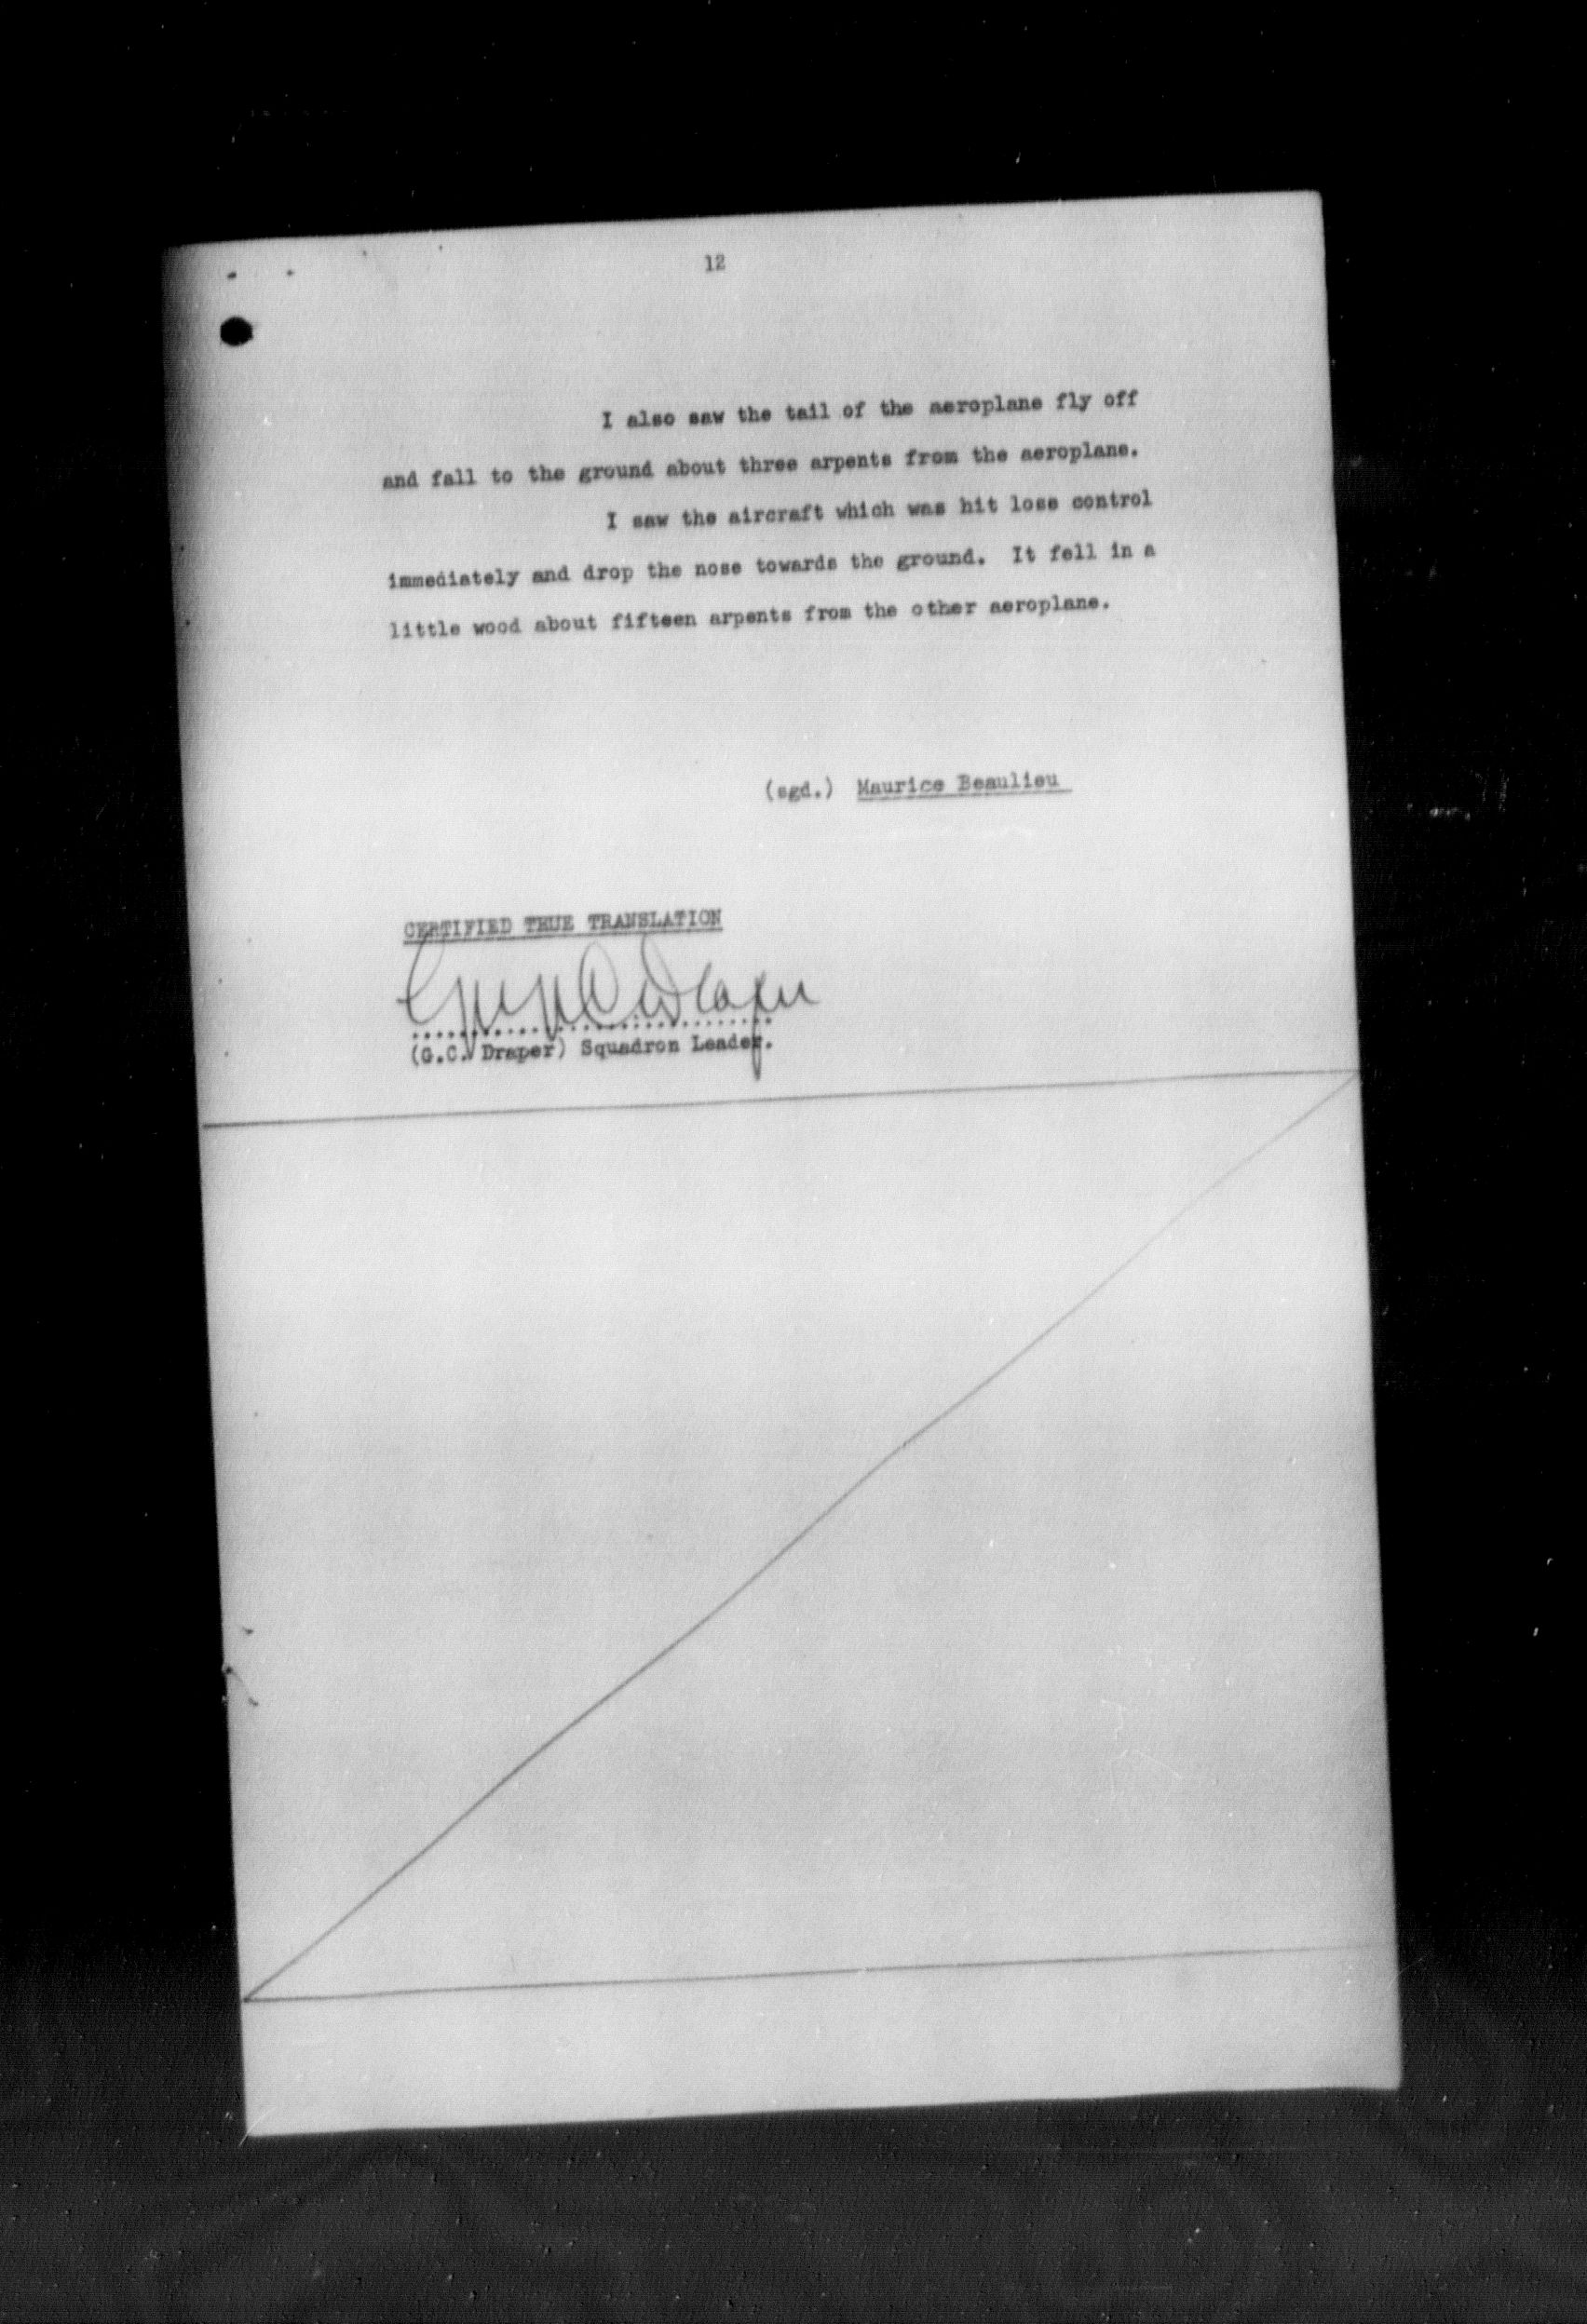 12
I also saw the tail of the aeroplane fly off
and fall to the ground about three arpents from the aeroplane.
I saw the aircraft which was hit lose control
immediately and drop the nose towards the ground. It fell in a
little wood about fifteen arpents from the other aeroplane.
(sgd.) Maurice Beaulieu
CERTIFIED TRUE TRANSLATION
(G.C. Draper) Squadron Leader.